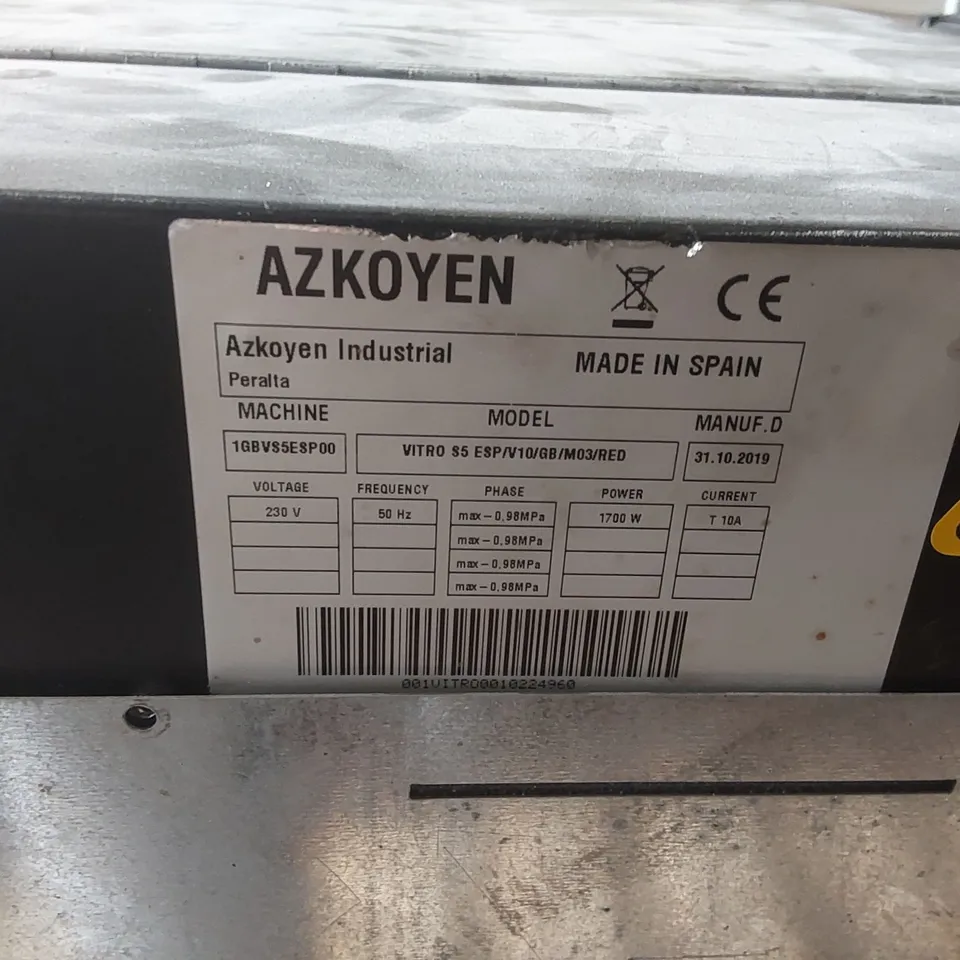 AZKOYEN
CE
Azkoyen Industrial
MADE IN SPAIN
Peralta
MACHINE MODEL MANUF.D
1GBVS5ESP00 VITRO S5 ESP/V10/GB/M03/RED 31.10.2019
VOLTAGE FREQUENCY PHASE POWER CURRENT
230 V 50 Hz max-0,98MPa 1700 W T 10A
max-0,98MPa
max-0,98MPa
max-0,98MPa
001VITRO0010224960